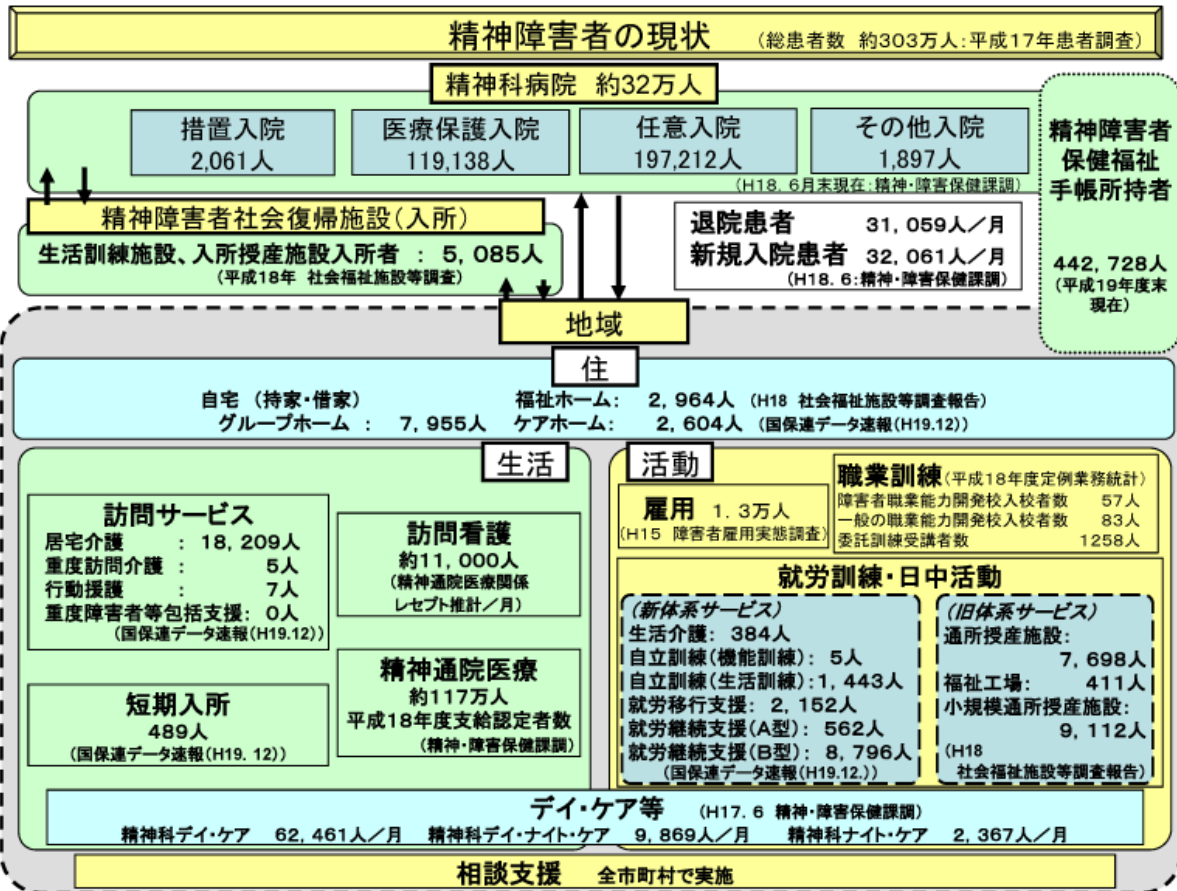 精神障害者の現状 (総患者数 約303万人:平成17年患者調査)
精神科病院 約32万人
措置入院
2,061人
医療保護入院
119,138人
任意入院
197,212人
その他入院
1,897人
(H18. 6月末現在:精神・障害保健課調)
精神障害者
保健福祉
手帳所持者
442, 728人
(平成19年度末
現在)
精神障害者社会復帰施設(入所)
生活訓練施設、入所授産施設入所者 : 5, 085人
(平成18年 社会福祉施設等調査)
退院患者 31, 059人/月
新規入院患者 32, 061人/月
(H18. 6:精神・障害保健課調)
地域
住
自宅 (持家・借家) 福祉ホーム: 2, 964人 (H18 社会福祉施設等調査報告)
グループホーム : 7, 955人 ケアホーム: 2, 604人 (国保連データ速報(H19.12))
生活
訪問サービス
居宅介護 : 18, 209人
重度訪問介護 : 5人
行動援護 : 7人
重度障害者等包括支援: 0人
(国保連データ速報(H19.12))
訪問看護
約11, 000人
(精神通院医療関係
レセプト推計/月)
短期入所
489人
(国保連データ速報(H19. 12))
精神通院医療
約117万人
平成18年度支給認定者数
(精神・障害保健課調)
活動
雇用 1. 3万人
(H15 障害者雇用実態調査)
職業訓練(平成18年度定例業務統計)
障害者職業能力開発校入校者数 57人
一般の職業能力開発校入校者数 83人
委託訓練受講者数 1258人
就労訓練・日中活動
(新体系サービス)
生活介護: 384人
自立訓練(機能訓練): 5人
自立訓練(生活訓練):1, 443人
就労移行支援: 2, 152人
就労継続支援(A型): 562人
就労継続支援(B型): 8, 796人
(国保連データ速報(H19.12.))
(旧体系サービス)
通所授産施設:
7, 698人
福祉工場: 411人
小規模通所授産施設:
9, 112人
(H18
社会福祉施設等調査報告)
デイ・ケア等 (H17. 6 精神・障害保健課調)
精神科デイ・ケア 62, 461人/月 精神科デイ・ナイト・ケア 9, 869人/月 精神科ナイト・ケア 2, 367人/月
相談支援 全市町村で実施